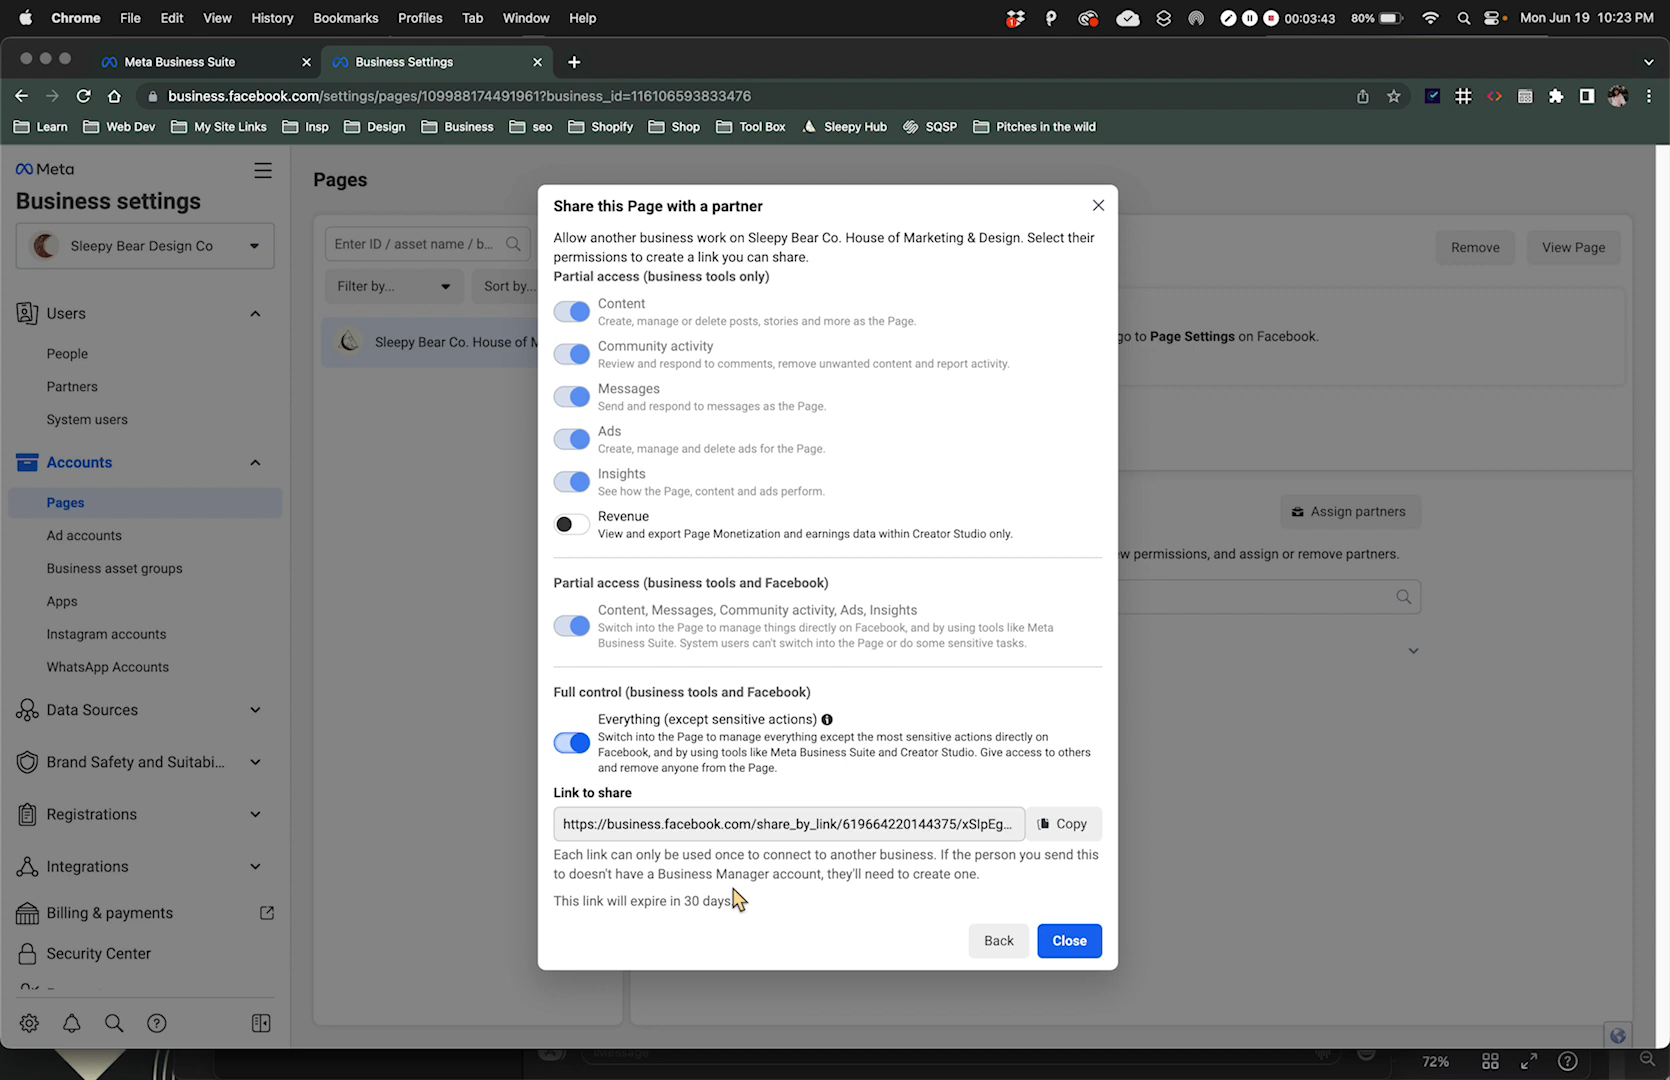 Chrome File Edit View History Bookmarks Profiles Tab Window Help
1 00:03:43 80% Mon Jun 19 10:23 PM
Meta Business Suite
Business Settings
business.facebook.com/settings/pages/109988174491961?business_id=116106593833476
Learn Web Dev My Site Links Insp Design Business seo Shopify Shop Tool Box Sleepy Hub SQSP Pitches in the wild
Meta
Business settings
Sleepy Bear Design Co
Users
People
Partners
System users
Accounts
Pages
Ad accounts
Business asset groups
Apps
Instagram accounts
WhatsApp Accounts
Data Sources
Brand Safety and Suitabi...
Registrations
Integrations
Billing & payments
Security Center
Pages
Enter ID / asset name / b...
Filter by...
Sort by...
Sleepy Bear Co. House of M
Remove
View Page
go to Page Settings on Facebook.
Assign partners
w permissions, and assign or remove partners.
Share this Page with a partner
Allow another business work on Sleepy Bear Co. House of Marketing & Design. Select their
permissions to create a link you can share.
Partial access (business tools only)
Content
Create, manage or delete posts, stories and more as the Page.
Community activity
Review and respond to comments, remove unwanted content and report activity.
Messages
Send and respond to messages as the Page.
Ads
Create, manage and delete ads for the Page.
Insights
See how the Page, content and ads perform.
Revenue
View and export Page Monetization and earnings data within Creator Studio only.
Partial access (business tools and Facebook)
Content, Messages, Community activity, Ads, Insights
Switch into the Page to manage things directly on Facebook, and by using tools like Meta
Business Suite. System users can't switch into the Page or do some sensitive tasks.
Full control (business tools and Facebook)
Everything (except sensitive actions)
Switch into the Page to manage everything except the most sensitive actions directly on
Facebook, and by using tools like Meta Business Suite and Creator Studio. Give access to others
and remove anyone from the Page.
Link to share
https://business.facebook.com/share_by_link/619664220144375/xSIpEg...
Copy
Each link can only be used once to connect to another business. If the person you send this
to doesn't have a Business Manager account, they'll need to create one.
This link will expire in 30 days
Back
Close
iMessage
72%